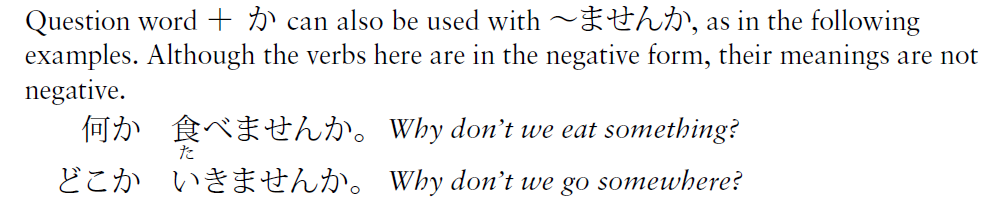 Question word + か can also be used with 〜ませんか, as in the following
examples. Although the verbs here are in the negative form, their meanings are not
negative.
何か 食べませんか。 Why don't we eat something?
た
どこか いきませんか。 Why don't we go somewhere?